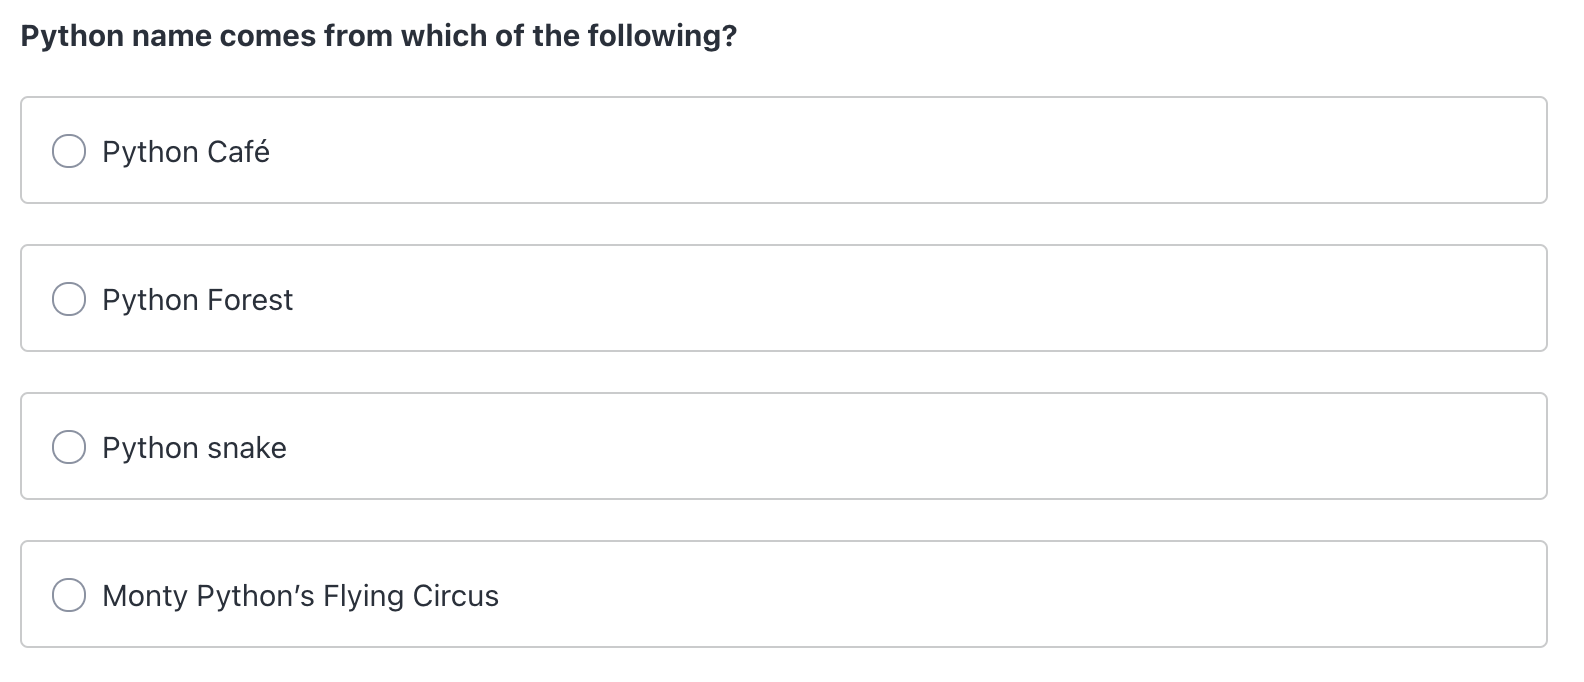 Python name comes from which of the following?
Python Café
Python Forest
Python snake
Monty Python’s Flying Circus